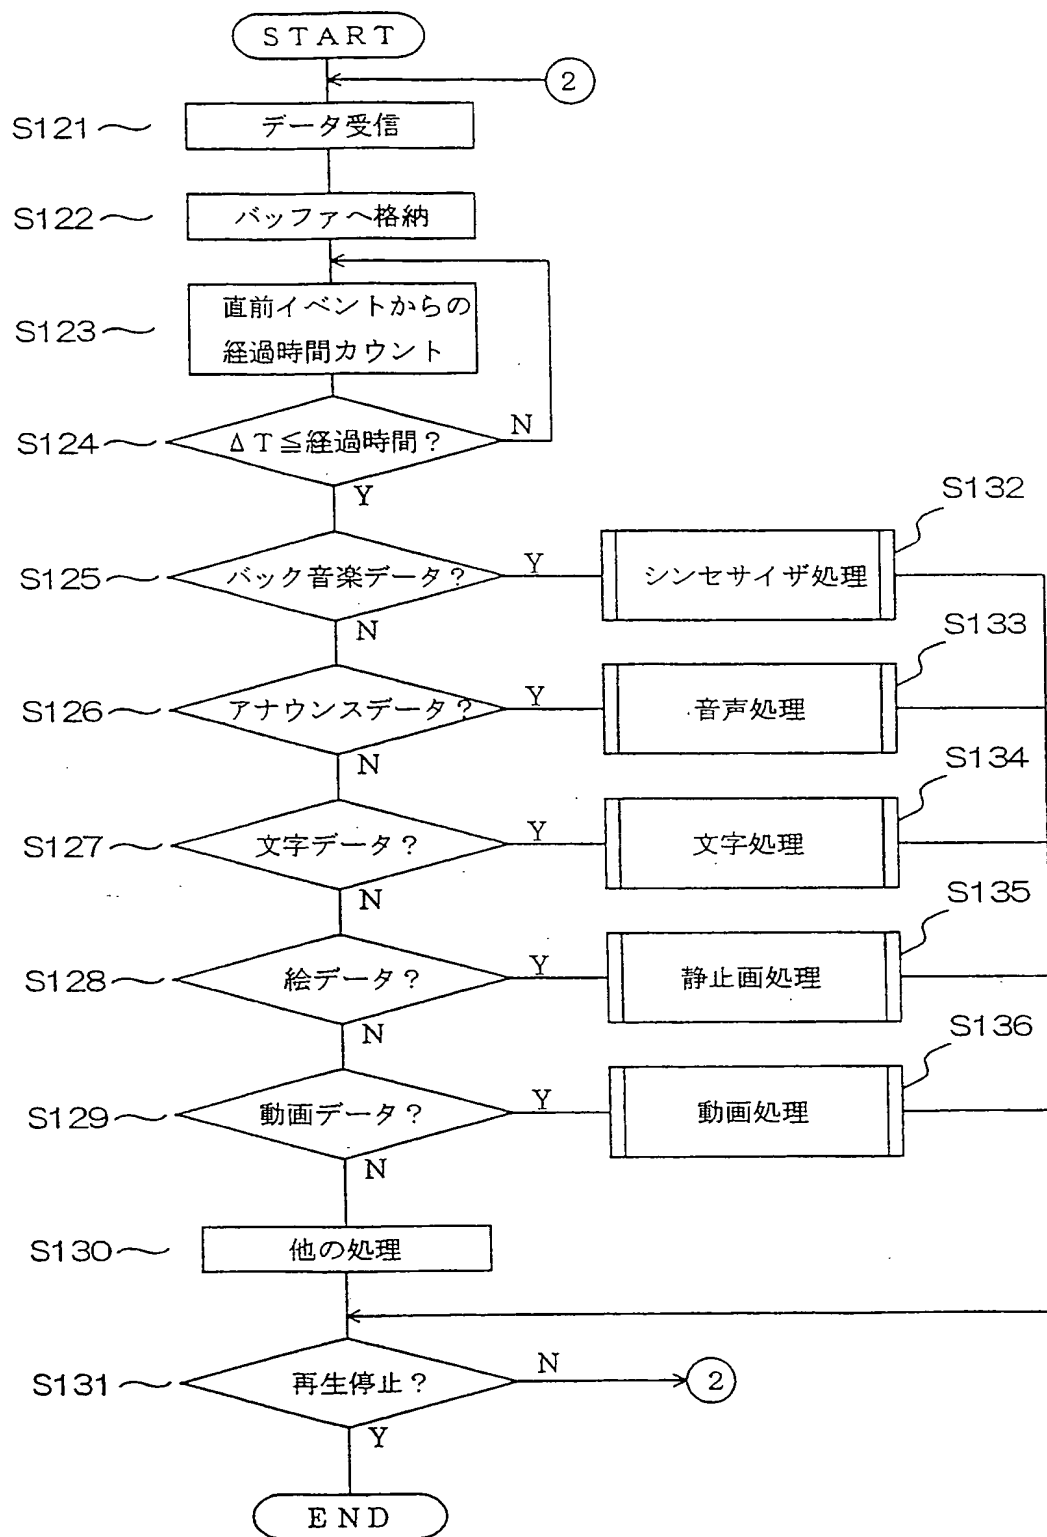 START
2
S121
データ受信
S122
バッファへ格納
S123
直前イベントからの
経過時間カウント
S124
ΔT≦経過時間?
N
Y
S132
S125
バック音楽データ?
Y
シンセサイザ処理
N
S133
S126
アナウンスデータ?
Y
音声処理
N
S134
S127
文字データ?
Y
文字処理
N
S135
S128
絵データ?
Y
静止画処理
N
S136
S129
動画データ?
Y
動画処理
N
S130
他の処理
S131
再生停止?
N
2
Y
END